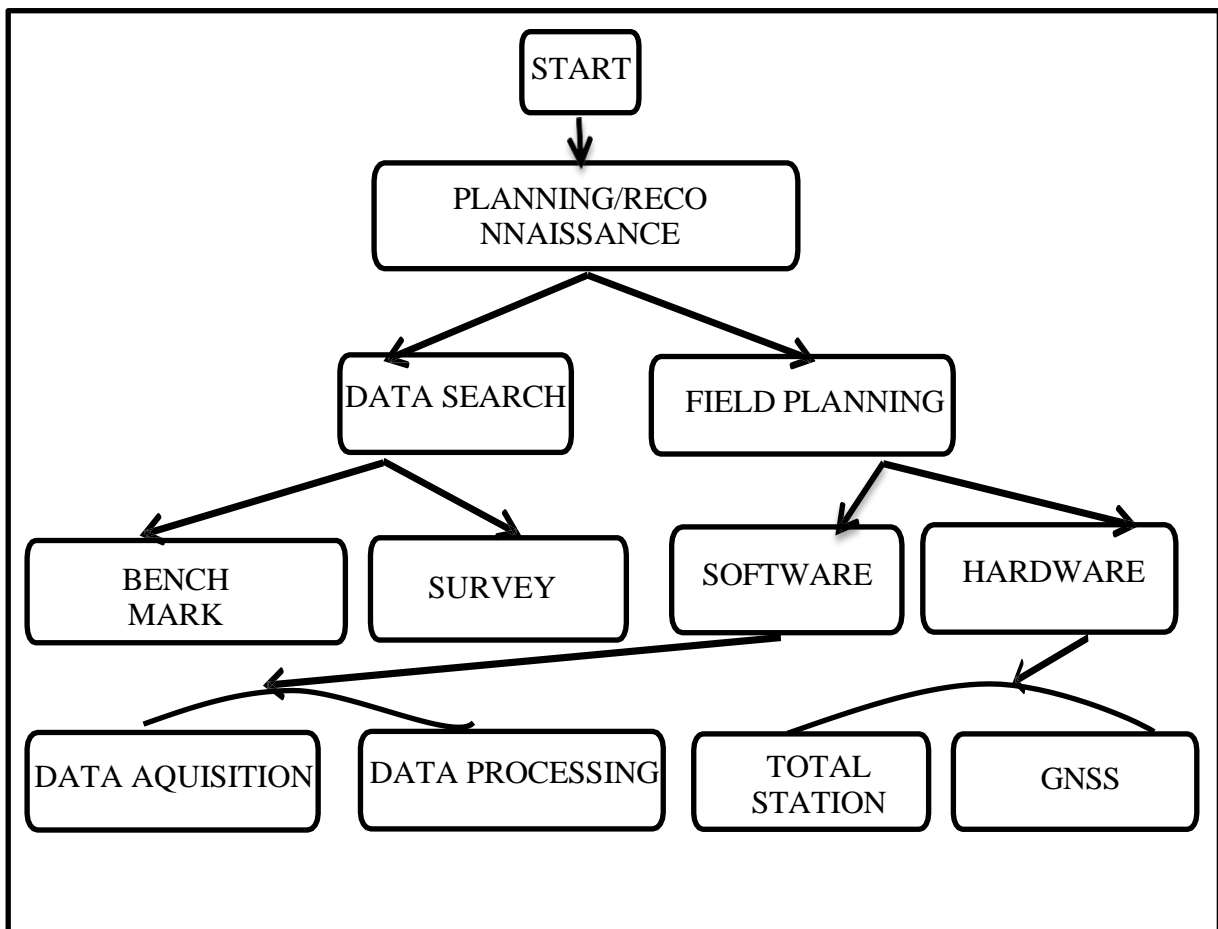 START
PLANNING/RECO
NNAISSANCE
DATA SEARCH
FIELD PLANNING
BENCH
MARK
SURVEY
SOFTWARE
HARDWARE
DATA AQUISITION
DATA PROCESSING
TOTAL
STATION
GNSS